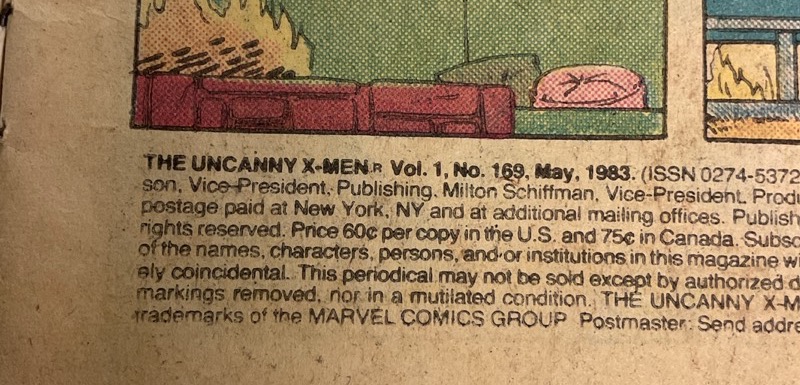 THE UNCANNY X-MEN® Vol. 1, No. 169, May, 1983. (ISSN 0274-5372
son, Vice-President, Publishing. Milton Schiffman, Vice-President. Produ
postage paid at New York, NY and at additional mailing offices. Publish
rights reserved. Price 60¢ per copy in the U.S. and 75¢ in Canada. Subsc
of the names, characters, persons, and/or institutions in this magazine wi
ely coincidental. This periodical may not be sold except by authorized d
markings removed, nor in a mutilated condition. THE UNCANNY X-M
trademarks of the MARVEL COMICS GROUP Postmaster: Send addre